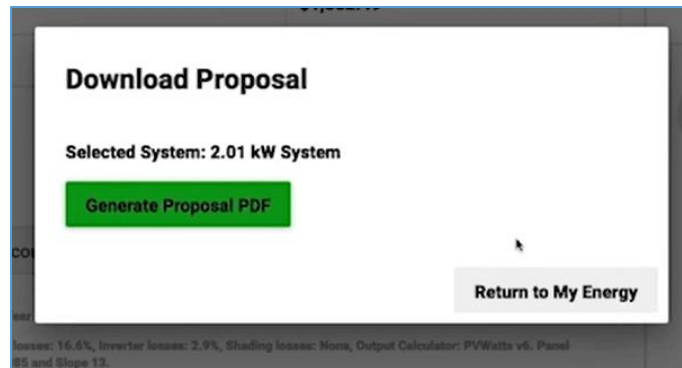 Download Proposal
Selected System: 2.01 kW System
Generate Proposal PDF
Return to My Energy
losses: 16.6%, Inverter losses: 2.9%, Shading losses: None, Output Calculator: PVWatts v6. Panel
and Slope 13.